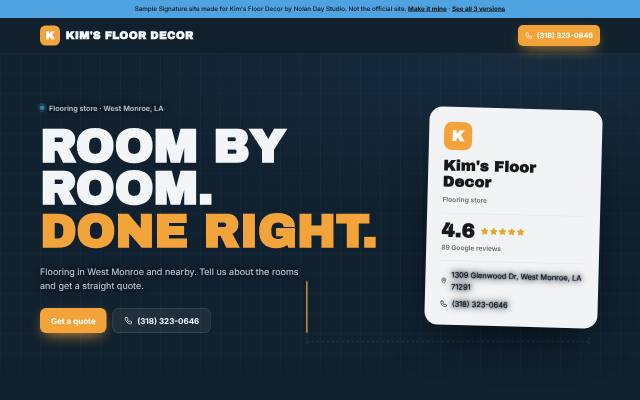 Sample Signature site made for Kim's Floor Decor by Nolan Day Studio. Not the official site. Make it mine · See all 3 versions
K KIM'S FLOOR DECOR
(318) 323-0646
Flooring store · West Monroe, LA
ROOM BY
ROOM.
DONE RIGHT.
Flooring in West Monroe and nearby. Tell us about the rooms
and get a straight quote.
Get a quote
(318) 323-0646
K
Kim's Floor
Decor
Flooring store
4.6 ★★★★★
89 Google reviews
1309 Glenwood Dr, West Monroe, LA
71291
(318) 323-0646